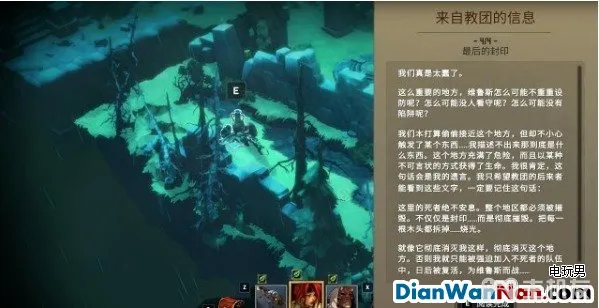 来自教团的信息
4/4
最后的封印
E
我们真是太蠢了。
这么重要的地方，维鲁斯怎么可能不重重设
防呢？怎么可能没人看守呢？怎么可能没有
陷阱呢？
我们本打算偷偷接近这个地方，但却不小心
触发了某个东西……我描述不出来那到底是什
么东西。这个地方充满了危险，而且以某种
不可言状的方式获得了生命。我很肯定，这
句话会是我的遗言。我只希望教团的后来者
能看到这些文字，一定要记住这句话：
这里的死者绝不安息。整个地区都必须被摧
毁。不仅仅是封印……而是彻底摧毁。把每一
根木头都拆掉……烧光。
就像它彻底消灭我这样，彻底消灭这个地
方。否则我就只能被强迫加入不死者的队伍
中，日后被复活，为维鲁斯而战……
Z
X
E
阅读完成
电玩男
DianWanNan.com